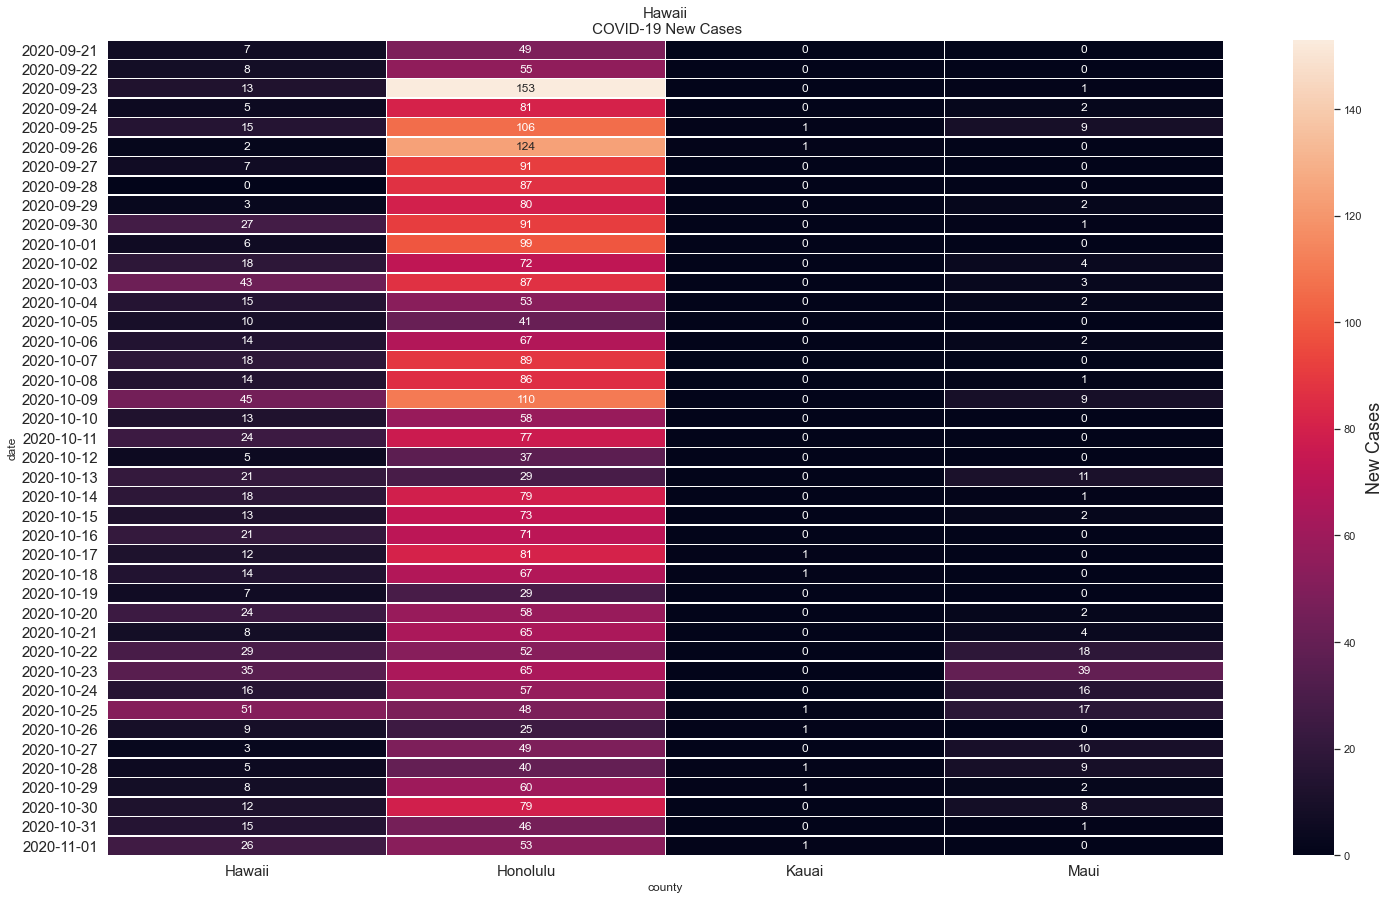 Hawaii
COVID-19 New Cases
2020-09-21 7 49 0 0
2020-09-22 8 55 0 0
2020-09-23 13 153 0 1
2020-09-24 5 81 0 2
2020-09-25 15 106 1 9
2020-09-26 2 124 1 0
2020-09-27 7 91 0 0
2020-09-28 0 87 0 0
2020-09-29 3 80 0 2
2020-09-30 27 91 0 1
2020-10-01 6 99 0 0
2020-10-02 18 72 0 4
2020-10-03 43 87 0 3
2020-10-04 15 53 0 2
2020-10-05 10 41 0 0
2020-10-06 14 67 0 2
2020-10-07 18 89 0 0
2020-10-08 14 86 0 1
2020-10-09 45 110 0 9
2020-10-10 13 58 0 0
2020-10-11 24 77 0 0
2020-10-12 5 37 0 0
2020-10-13 21 29 0 11
2020-10-14 18 79 0 1
2020-10-15 13 73 0 2
2020-10-16 21 71 0 0
2020-10-17 12 81 1 0
2020-10-18 14 67 1 0
2020-10-19 7 29 0 0
2020-10-20 24 58 0 2
2020-10-21 8 65 0 4
2020-10-22 29 52 0 18
2020-10-23 35 65 0 39
2020-10-24 16 57 0 16
2020-10-25 51 48 1 17
2020-10-26 9 25 1 0
2020-10-27 3 49 0 10
2020-10-28 5 40 1 9
2020-10-29 8 60 1 2
2020-10-30 12 79 0 8
2020-10-31 15 46 0 1
2020-11-01 26 53 1 0
Hawaii Honolulu Kauai Maui
county
date
140
120
100
80
60
40
20
0
New Cases